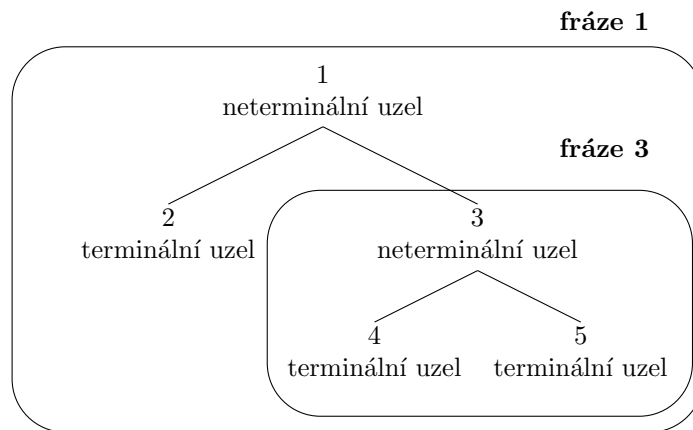 fráze 1
1
neterminální uzel
fráze 3
2
terminální uzel
3
neterminální uzel
4
terminální uzel
5
terminální uzel